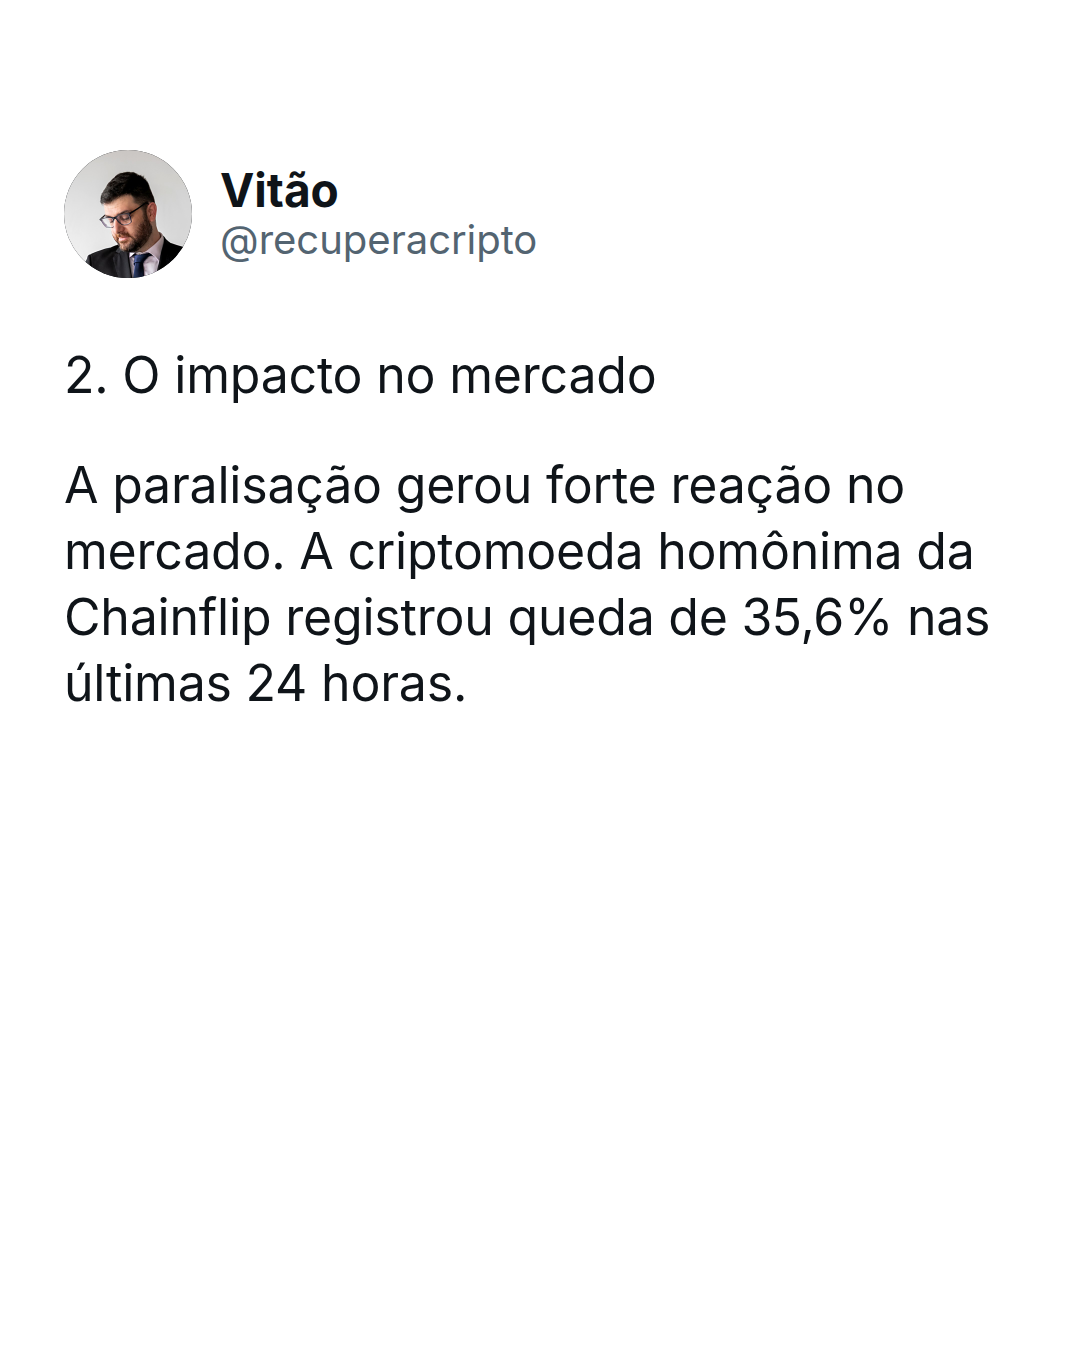 Vitão
@recuperacripto
2. O impacto no mercado
A paralisação gerou forte reação no
mercado. A criptomoeda homônima da
Chainflip registrou queda de 35,6% nas
últimas 24 horas.